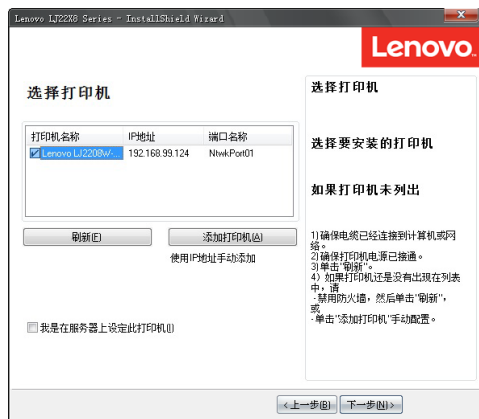 Lenovo LJ22X8 Series - InstallShield Wizard
Lenovo.
选择打印机
打印机名称 IP地址 端口名称
Lenovo LJ2208W-... 192.168.99.124 NtwkPort01
刷新(F) 添加打印机(A)
使用IP地址手动添加
我是在服务器上设定此打印机(I)
选择打印机
选择要安装的打印机
如果打印机未列出
1)确保电缆已经连接到计算机或网
络。
2)确保打印机电源已接通。
3)单击“刷新”。
4) 如果打印机还是没有出现在列表
中，请
-禁用防火墙，然后单击“刷新”，
或
-单击“添加打印机”手动配置。
<上一步(B) 下一步(N)>